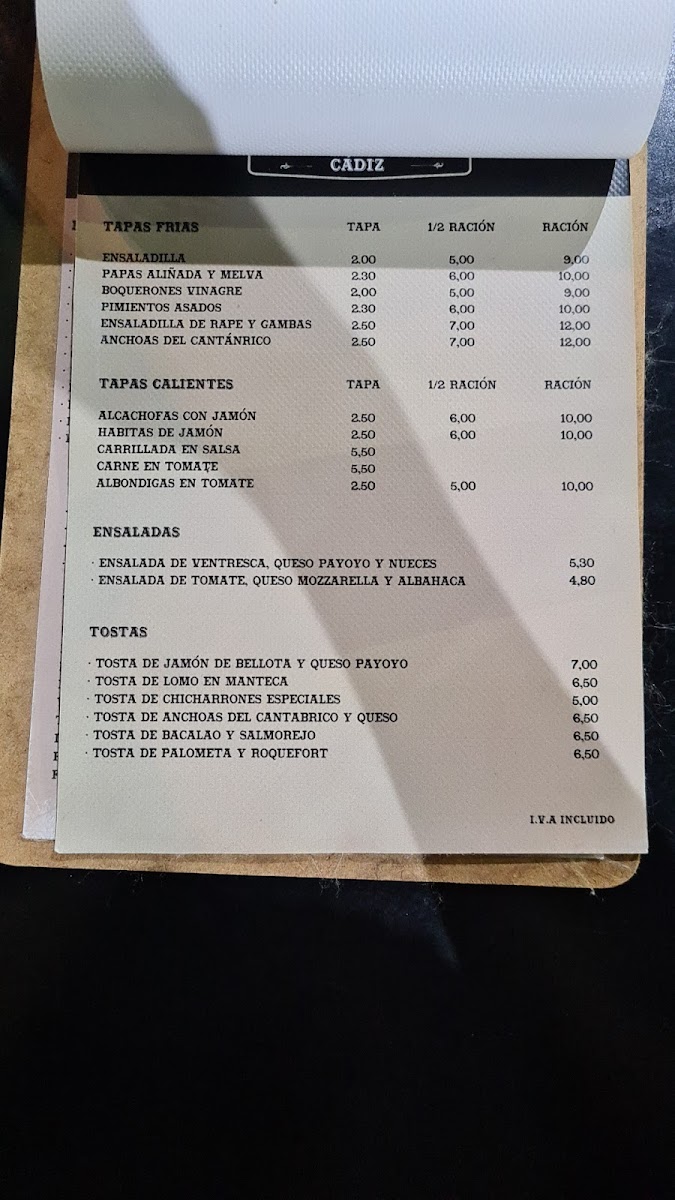 CÁDIZ
TAPAS FRIAS TAPA 1/2 RACIÓN RACIÓN
ENSALADILLA 2.00 5,00 9,00
PAPAS ALIÑADA Y MELVA 2.30 6,00 10,00
BOQUERONES VINAGRE 2,00 5,00 9,00
PIMIENTOS ASADOS 2.30 6,00 10,00
ENSALADILLA DE RAPE Y GAMBAS 2.50 7,00 12,00
ANCHOAS DEL CANTÁNRICO 2.50 7,00 12,00
TAPAS CALIENTES TAPA 1/2 RACIÓN RACIÓN
ALCACHOFAS CON JAMÓN 2.50 6,00 10,00
HABITAS DE JAMÓN 2.50 6,00 10,00
CARRILLADA EN SALSA 5,50
CARNE EN TOMATE 5,50
ALBONDIGAS EN TOMATE 2.50 5,00 10,00
ENSALADAS
· ENSALADA DE VENTRESCA, QUESO PAYOYO Y NUECES 5,30
· ENSALADA DE TOMATE, QUESO MOZZARELLA Y ALBAHACA 4,80
TOSTAS
· TOSTA DE JAMÓN DE BELLOTA Y QUESO PAYOYO 7,00
· TOSTA DE LOMO EN MANTECA 6,50
· TOSTA DE CHICHARRONES ESPECIALES 5,00
· TOSTA DE ANCHOAS DEL CANTABRICO Y QUESO 6,50
· TOSTA DE BACALAO Y SALMOREJO 6,50
· TOSTA DE PALOMETA Y ROQUEFORT 6,50
I.V.A INCLUIDO